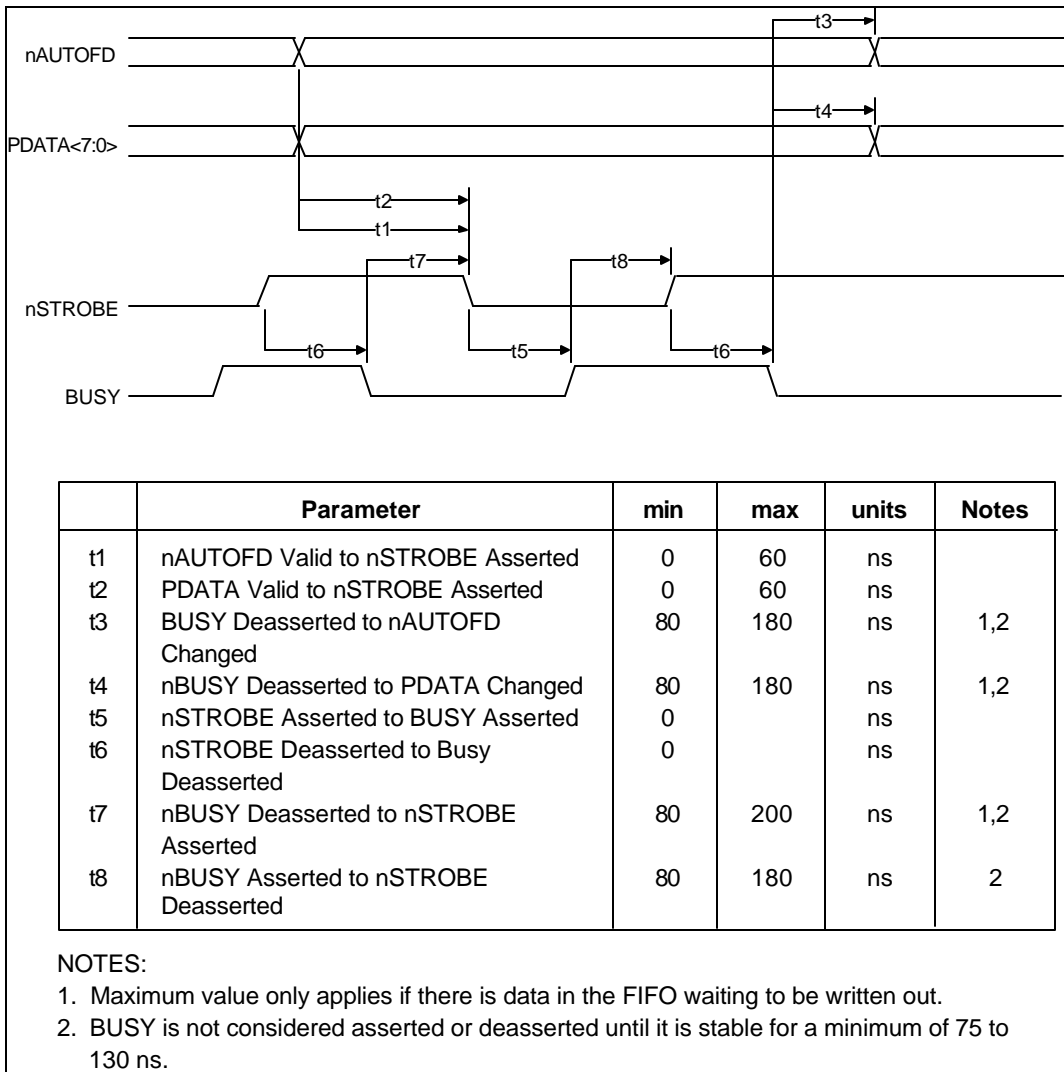 t3
nAUTOFD
t4
PDATA<7:0>
t2
t1
t7 t8
nSTROBE
t6 t5 t6
BUSY
Parameter min max units Notes
t1 nAUTOFD Valid to nSTROBE Asserted 0 60 ns
t2 PDATA Valid to nSTROBE Asserted 0 60 ns
t3 BUSY Deasserted to nAUTOFD 80 180 ns 1,2
Changed
t4 nBUSY Deasserted to PDATA Changed 80 180 ns 1,2
t5 nSTROBE Asserted to BUSY Asserted 0 ns
t6 nSTROBE Deasserted to Busy 0 ns
Deasserted
t7 nBUSY Deasserted to nSTROBE 80 200 ns 1,2
Asserted
t8 nBUSY Asserted to nSTROBE 80 180 ns 2
Deasserted
NOTES:
1. Maximum value only applies if there is data in the FIFO waiting to be written out.
2. BUSY is not considered asserted or deasserted until it is stable for a minimum of 75 to
130 ns.